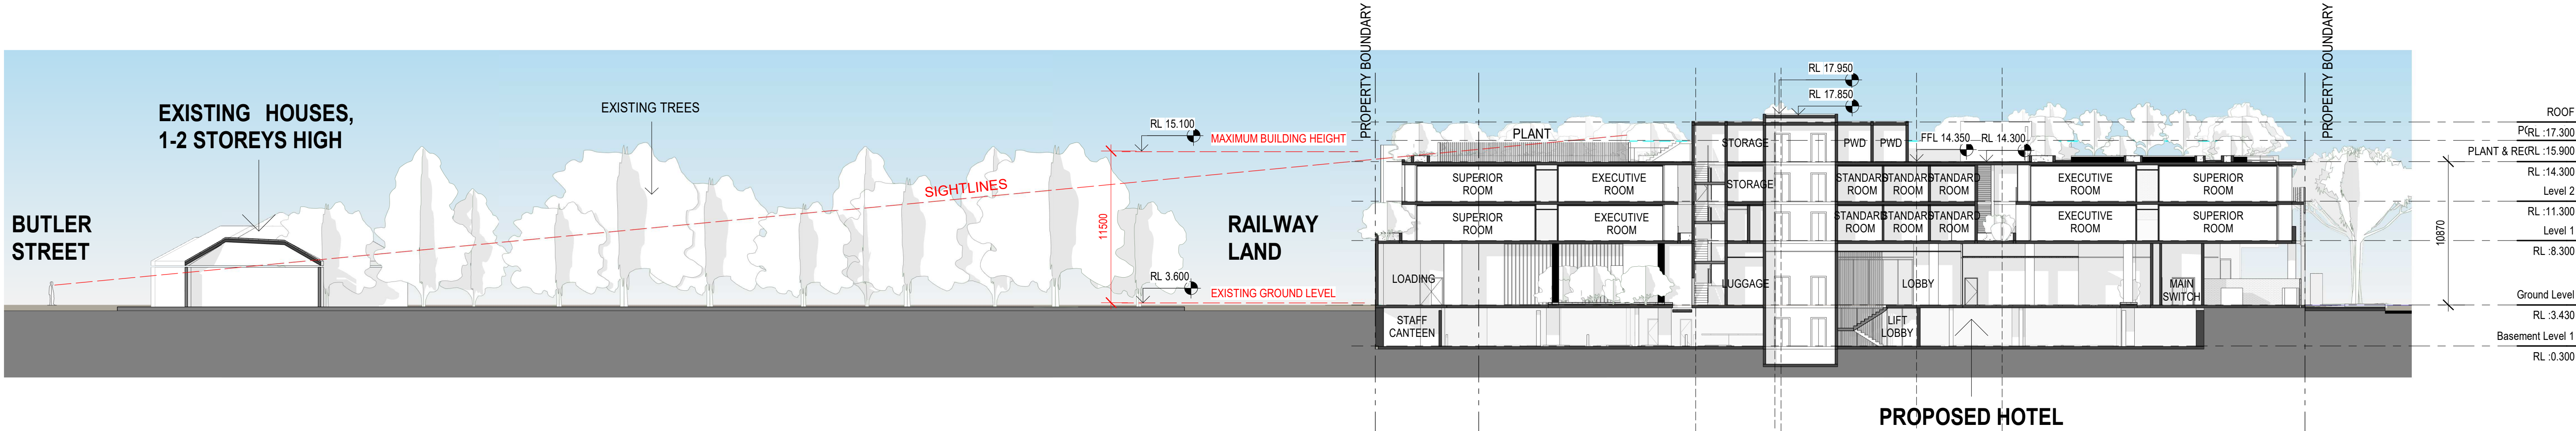 EXISTING HOUSES,
1-2 STOREYS HIGH
EXISTING TREES
BUTLER
STREET
SIGHTLINES
11500
RL 15.100
MAXIMUM BUILDING HEIGHT
RAILWAY
LAND
RL 3.600
EXISTING GROUND LEVEL
PROPERTY BOUNDARY
RL 17.950
RL 17.850
PLANT
STORAGE
PWD
PWD
FFL 14.350
RL 14.300
SUPERIOR
ROOM
EXECUTIVE
ROOM
STORAGE
STANDARD
ROOM
STANDARD
ROOM
STANDARD
ROOM
EXECUTIVE
ROOM
SUPERIOR
ROOM
SUPERIOR
ROOM
EXECUTIVE
ROOM
STANDARD
ROOM
STANDARD
ROOM
STANDARD
ROOM
EXECUTIVE
ROOM
SUPERIOR
ROOM
LOADING
LUGGAGE
LOBBY
MAIN
SWITCH
STAFF
CANTEEN
LIFT
LOBBY
PROPOSED HOTEL
PROPERTY BOUNDARY
10870
ROOF
RL :17.300
PLANT & RE
RL :15.900
RL :14.300
Level 2
RL :11.300
Level 1
RL :8.300
Ground Level
RL :3.430
Basement Level 1
RL :0.300